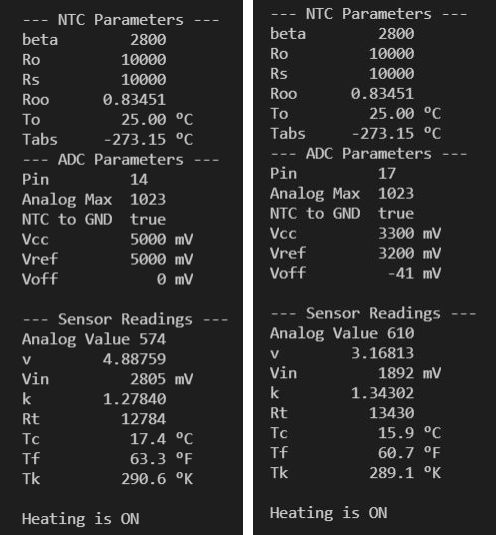 --- NTC Parameters ---
beta 2800
Ro 10000
Rs 10000
Roo 0.83451
To 25.00 ºC
Tabs -273.15 ºC
--- ADC Parameters ---
Pin 14
Analog Max 1023
NTC to GND true
Vcc 5000 mV
Vref 5000 mV
Voff 0 mV
--- Sensor Readings ---
Analog Value 574
v 4.88759
Vin 2805 mV
k 1.27840
Rt 12784
Tc 17.4 ºC
Tf 63.3 ºF
Tk 290.6 ºK
Heating is ON
--- NTC Parameters ---
beta 2800
Ro 10000
Rs 10000
Roo 0.83451
To 25.00 ºC
Tabs -273.15 ºC
--- ADC Parameters ---
Pin 17
Analog Max 1023
NTC to GND true
Vcc 3300 mV
Vref 3200 mV
Voff -41 mV
--- Sensor Readings ---
Analog Value 610
v 3.16813
Vin 1892 mV
k 1.34302
Rt 13430
Tc 15.9 ºC
Tf 60.7 ºF
Tk 289.1 ºK
Heating is ON